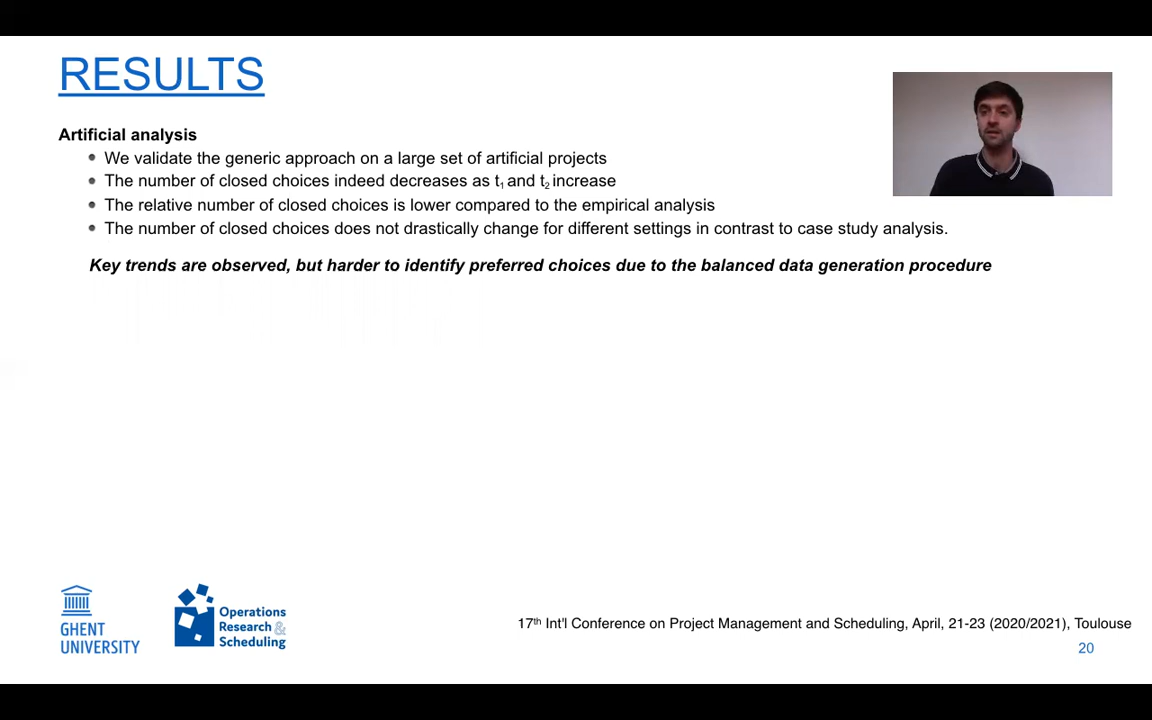 RESULTS
Artificial analysis
• We validate the generic approach on a large set of artificial projects
• The number of closed choices indeed decreases as t1 and t2 increase
• The relative number of closed choices is lower compared to the empirical analysis
• The number of closed choices does not drastically change for different settings in contrast to case study analysis.
Key trends are observed, but harder to identify preferred choices due to the balanced data generation procedure
GHENT
UNIVERSITY
Operations
Research &
Scheduling
17th Int'l Conference on Project Management and Scheduling, April, 21-23 (2020/2021), Toulouse
20